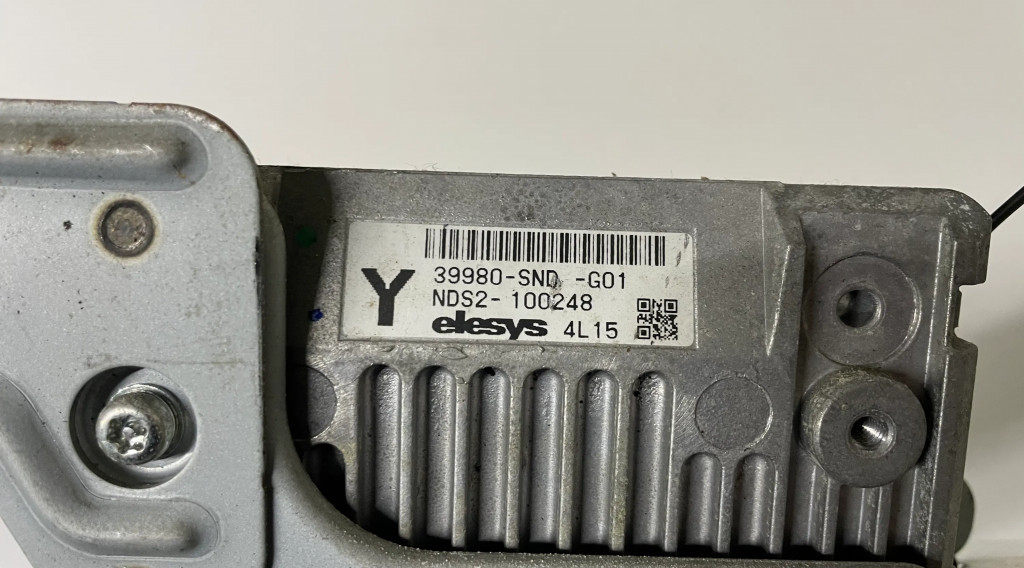 Y
39980-SND -G01
NDS2-100248
elesys 4L15